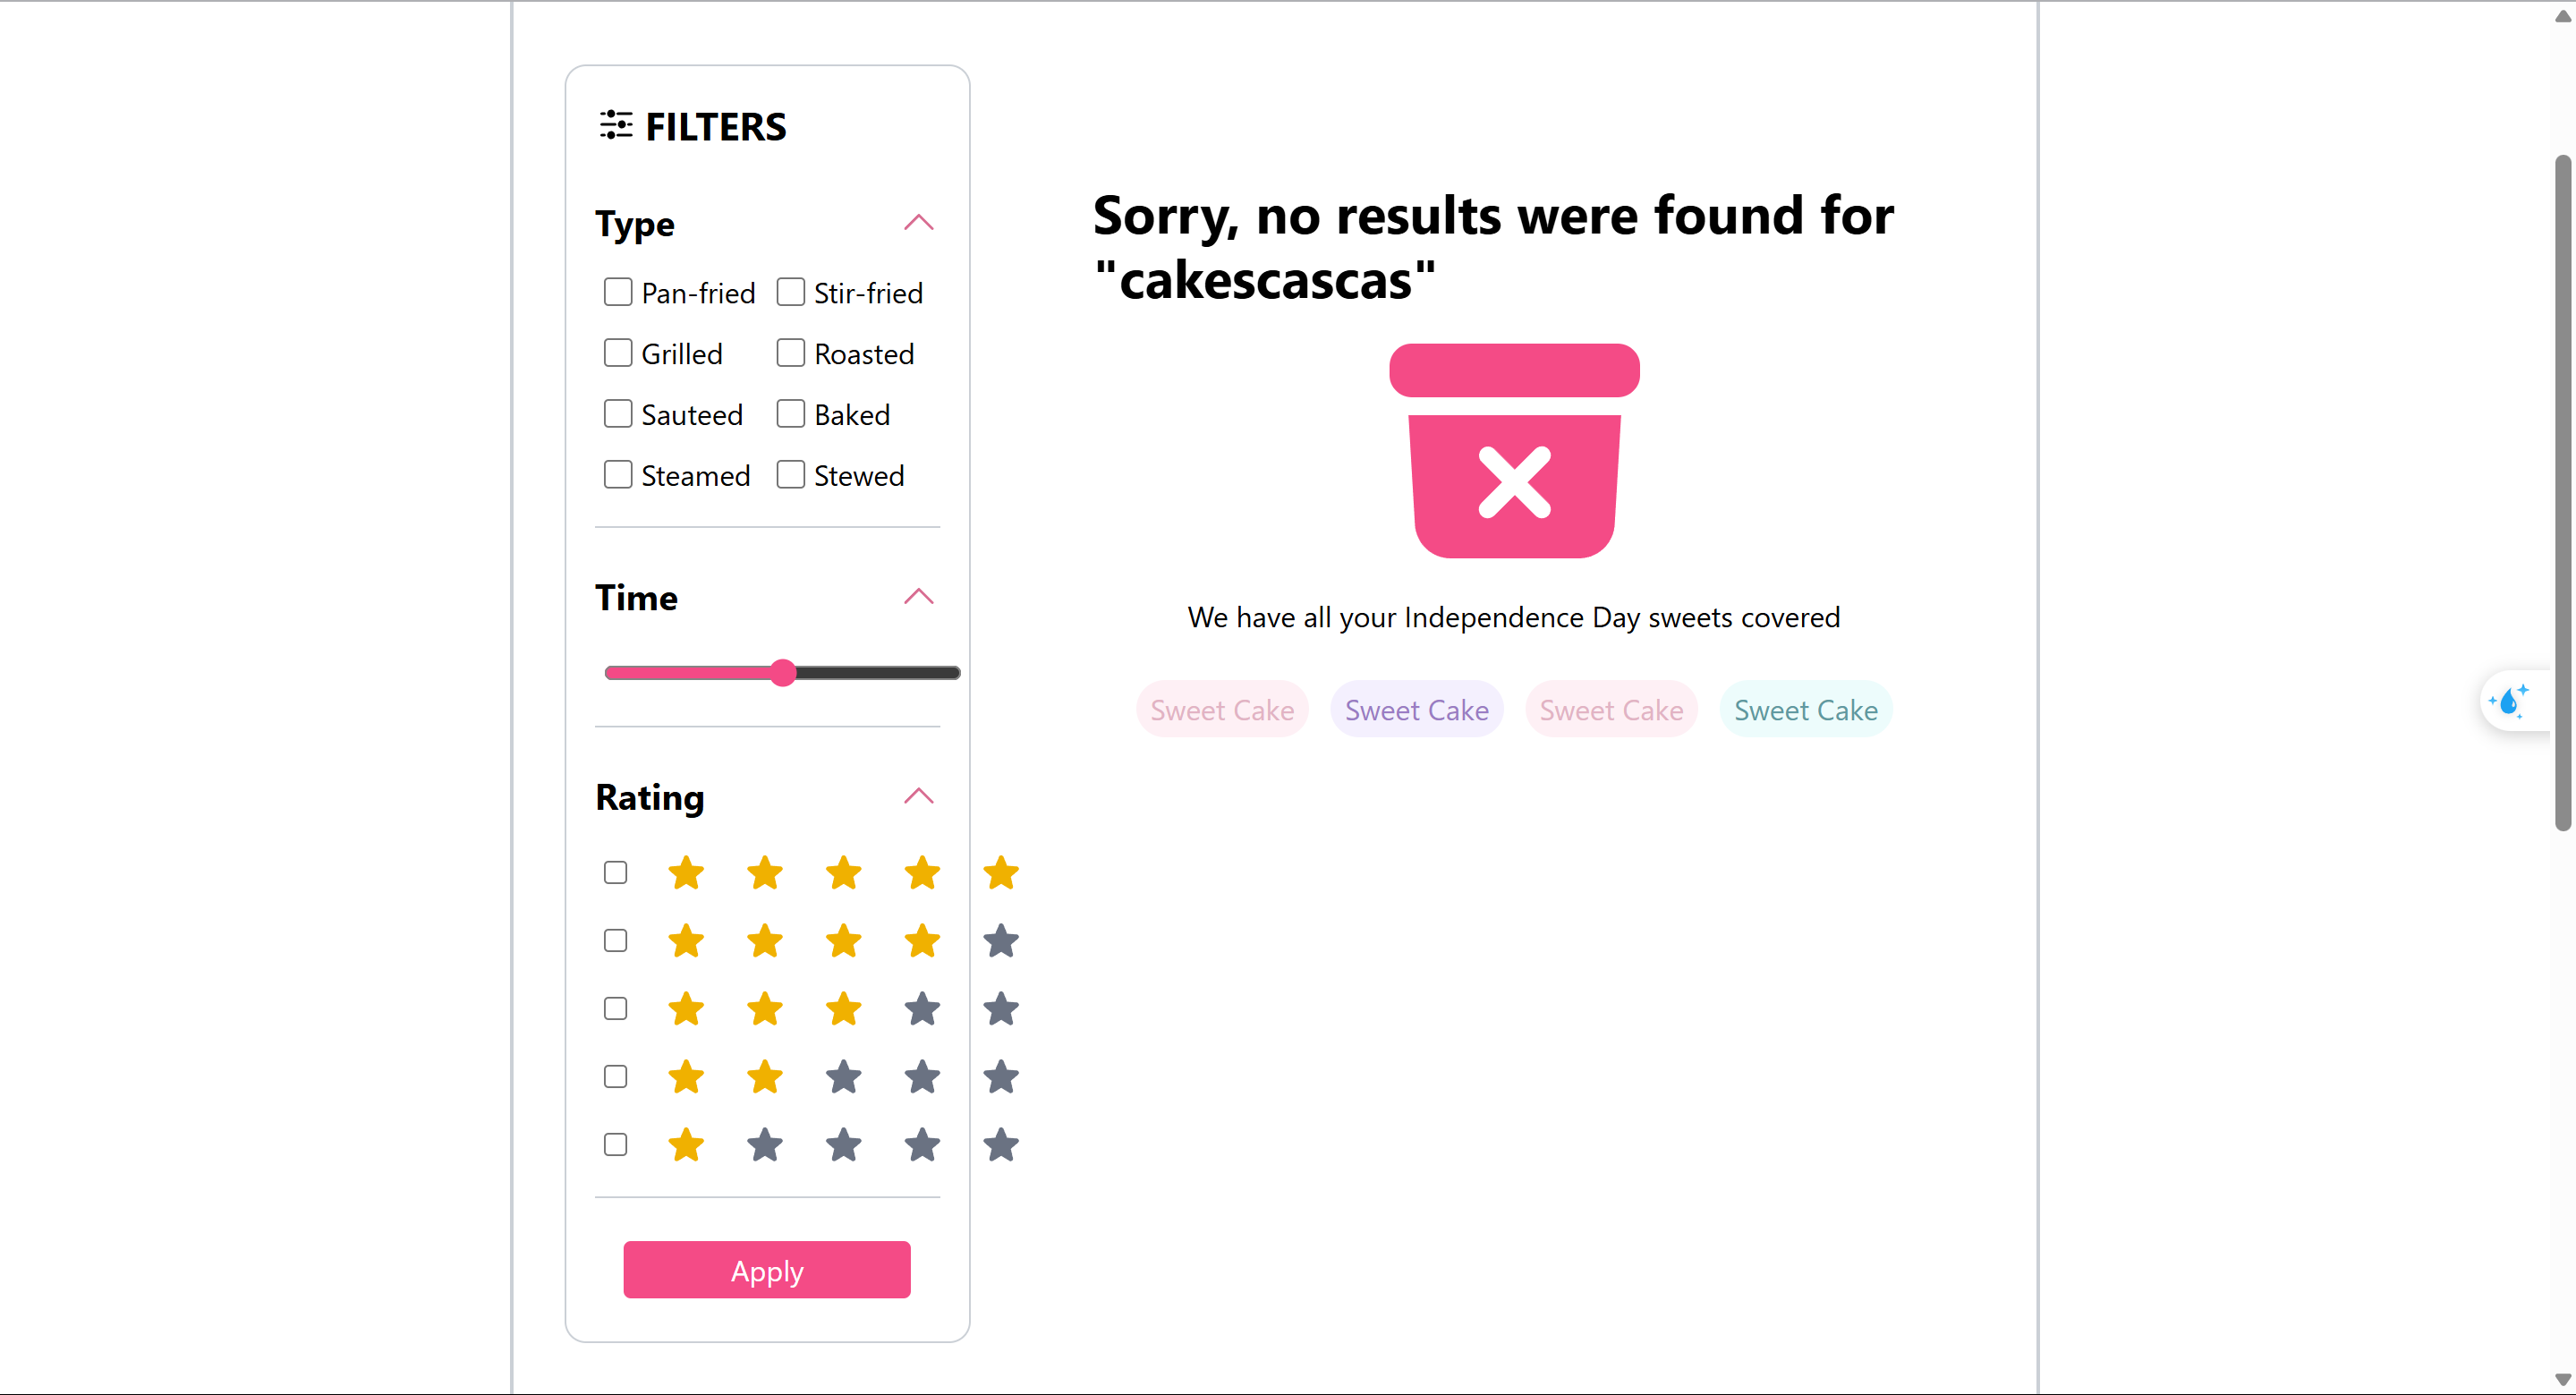 FILTERS
Type
Pan-fried
Stir-fried
Grilled
Roasted
Sauteed
Baked
Steamed
Stewed
Time
Rating
Apply
Sorry, no results were found for
"cakescascas"
We have all your Independence Day sweets covered
Sweet Cake
Sweet Cake
Sweet Cake
Sweet Cake